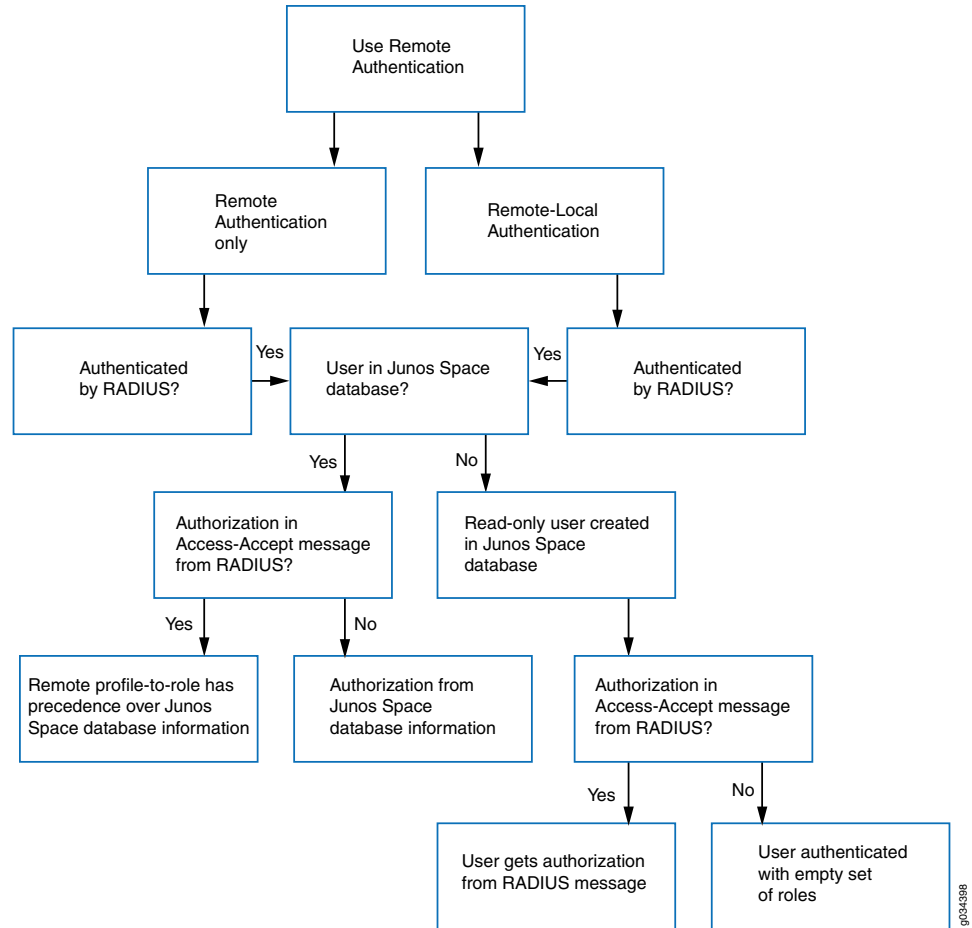 Use Remote
Authentication
Remote
Authentication
only
Remote-Local
Authentication
Authenticated
by RADIUS?
Yes
User in Junos Space
database?
Yes
Authenticated
by RADIUS?
Yes
No
Authorization in
Access-Accept message
from RADIUS?
Read-only user created
in Junos Space
database
Yes
No
Remote profile-to-role has
precedence over Junos
Space database information
Authorization from
Junos Space
database information
Authorization in
Access-Accept message
from RADIUS?
Yes
No
User gets authorization
from RADIUS message
User authenticated
with empty set
of roles
g034398